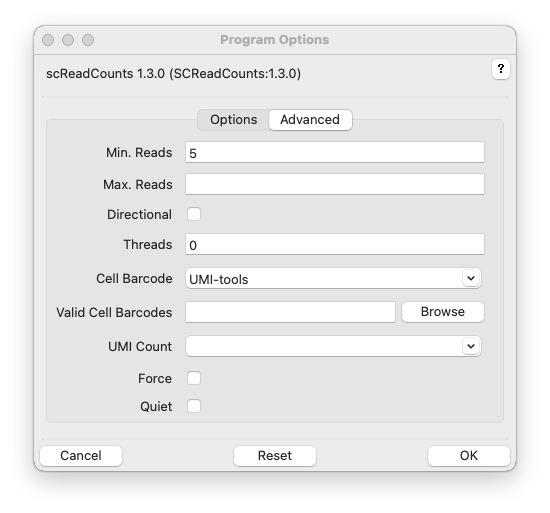 Program Options
scReadCounts 1.3.0 (SCReadCounts:1.3.0)
?
Options Advanced
Min. Reads 5
Max. Reads
Directional
Threads 0
Cell Barcode UMI-tools
Valid Cell Barcodes Browse
UMI Count
Force
Quiet
Cancel Reset OK